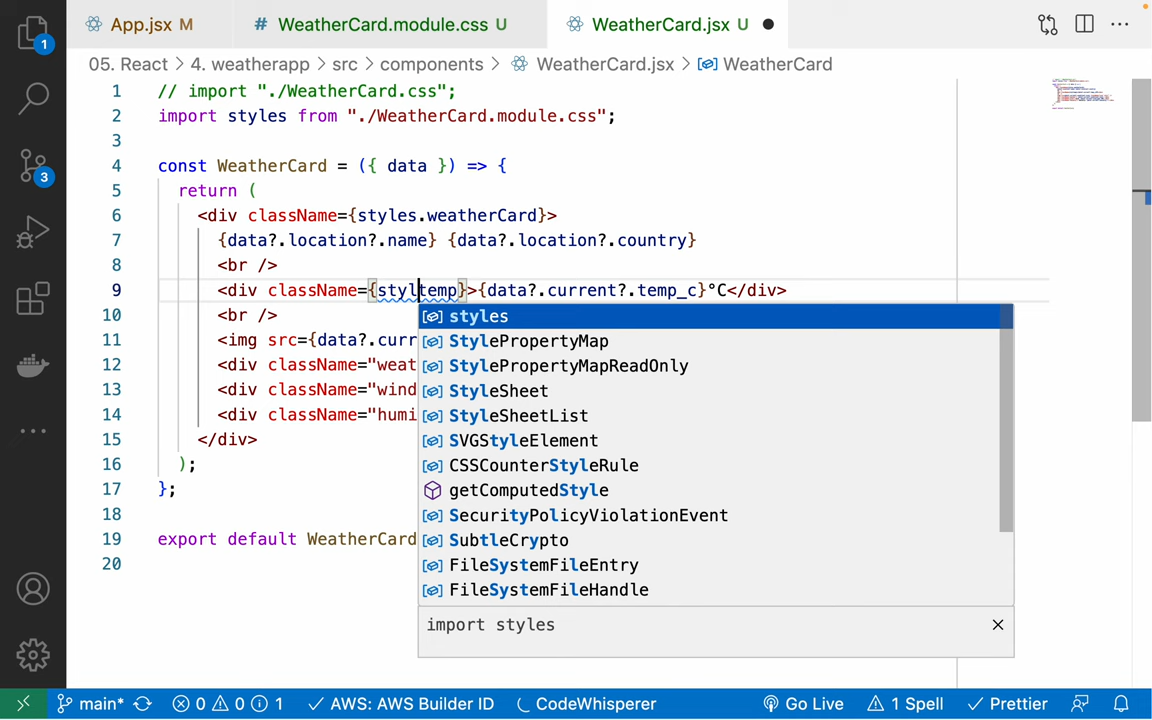 App.jsx M
# WeatherCard.module.css U
WeatherCard.jsx U
1
05. React > 4. weatherapp > src > components > WeatherCard.jsx > WeatherCard
1 // import "./WeatherCard.css";
2 import styles from "./WeatherCard.module.css";
3
4 const WeatherCard = ({ data }) => {
5 return (
6 <div className={styles.weatherCard}>
7 {data?.location?.name} {data?.location?.country}
8 <br />
9 <div className={styltemp}>{data?.current?.temp_c}°C</div>
10 <br />
11 <img src={data?.curr
12 <div className="weat
13 <div className="wind
14 <div className="humi
15 </div>
16 );
17 };
18
19 export default WeatherCard
20
3
styles
StylePropertyMap
StylePropertyMapReadOnly
StyleSheet
StyleSheetList
SVGStyleElement
CSSCounterStyleRule
getComputedStyle
SecurityPolicyViolationEvent
SubtleCrypto
FileSystemFileEntry
FileSystemFileHandle
import styles
main* 0 0 1 AWS: AWS Builder ID CodeWhisperer Go Live 1 Spell Prettier